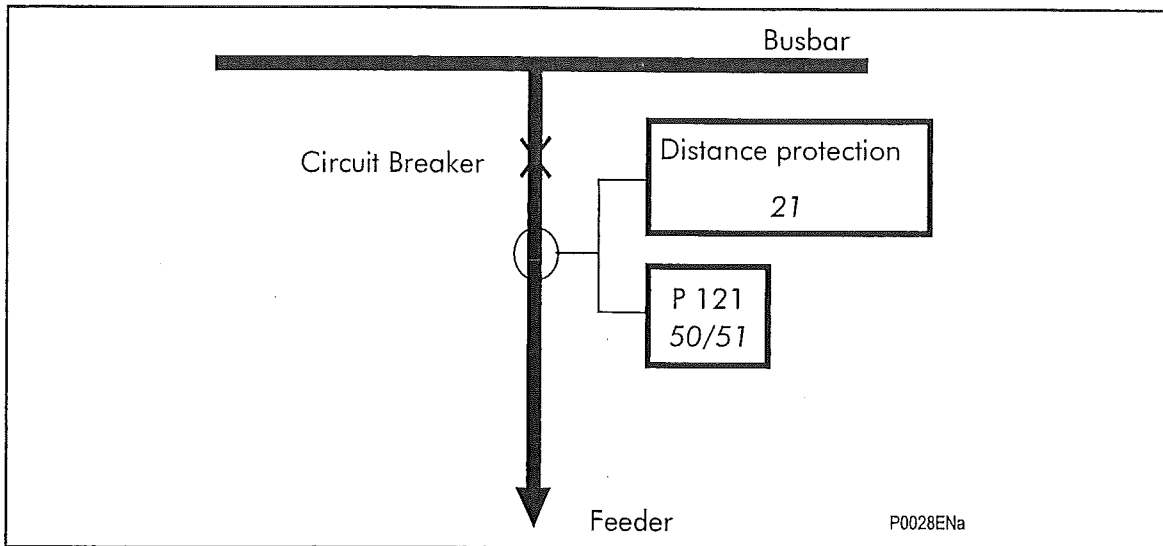 Busbar
Circuit Breaker
Distance protection
21
P 121
50/51
Feeder
P0028ENa